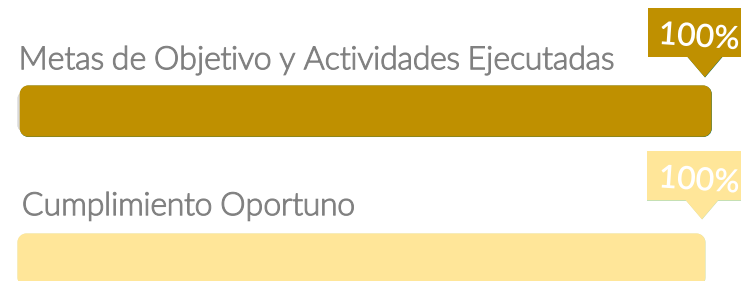 100%
Metas de Objetivo y Actividades Ejecutadas
100%
Cumplimiento Oportuno